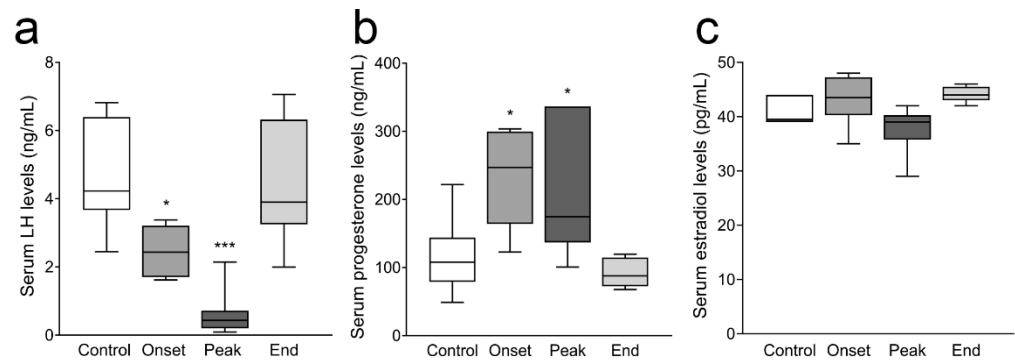 a
Serum LH levels (ng/mL)
8
6
4
2
0
*
***
Control Onset Peak End
b
Serum progesterone levels (ng/mL)
400
300
200
100
0
*
*
Control Onset Peak End
c
Serum estradiol levels (pg/mL)
50
40
30
20
10
0
Control Onset Peak End